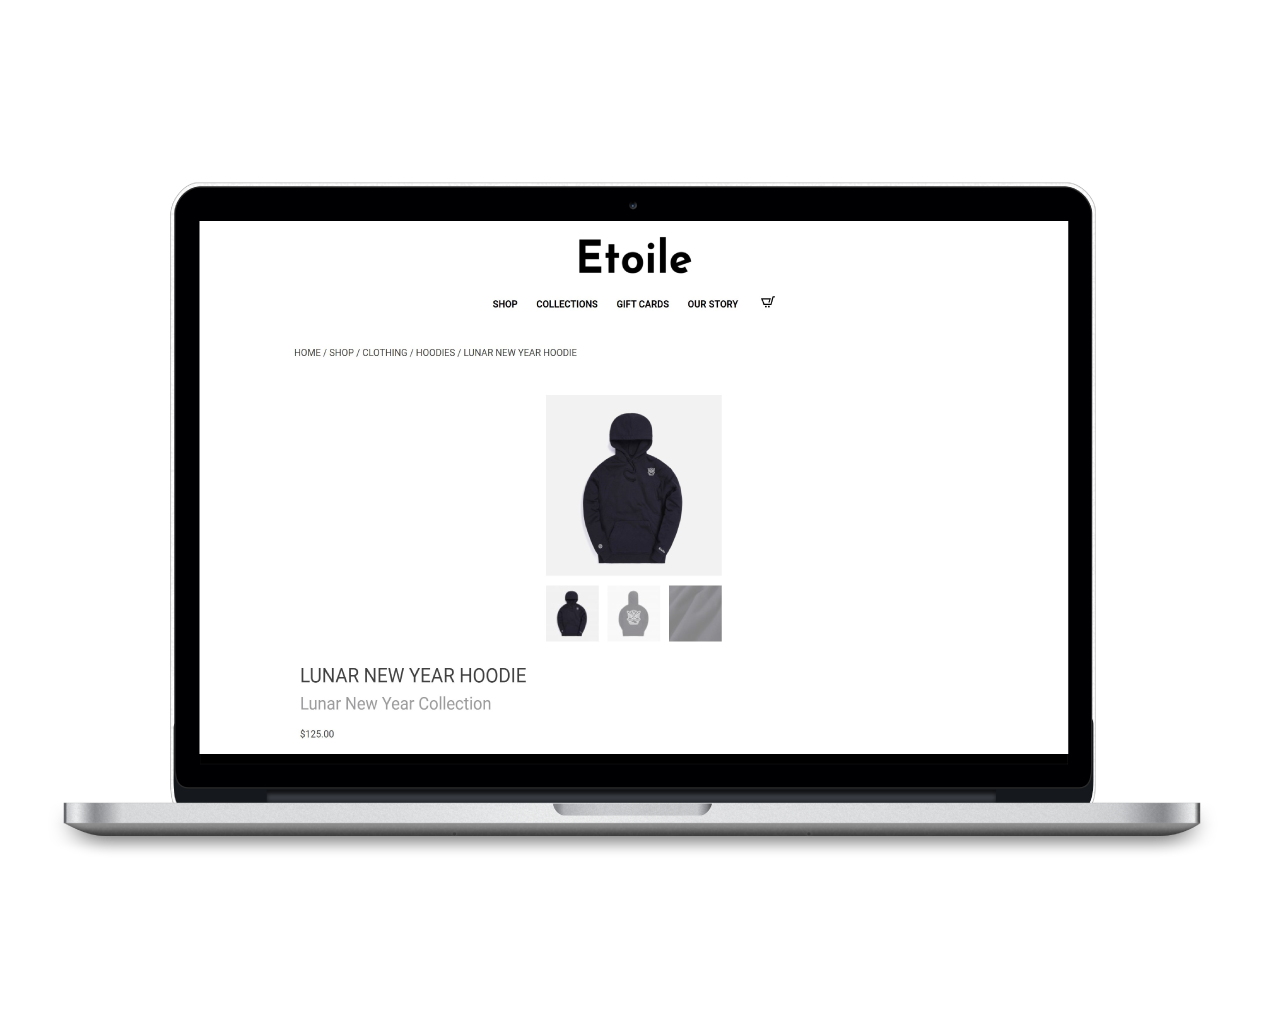 Etoile
SHOP COLLECTIONS GIFT CARDS OUR STORY
HOME / SHOP / CLOTHING / HOODIES / LUNAR NEW YEAR HOODIE
LUNAR NEW YEAR HOODIE
Lunar New Year Collection
$125.00